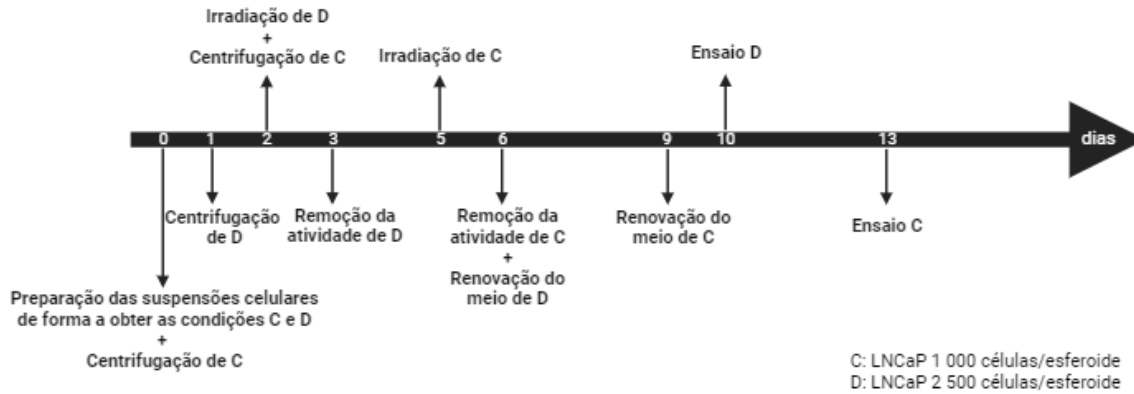 Irradiação de D
+
Centrifugação de C
Irradiação de C
Ensaio D
0 1 2 3 5 6 9 10 13 dias
Centrifugação
de D
Remoção da
atividade de D
Remoção da
atividade de C
+
Renovação do
meio de D
Renovação do
meio de C
Ensaio C
Preparação das suspensões celulares
de forma a obter as condições C e D
+
Centrifugação de C
C: LNCaP 1 000 células/esferoide
D: LNCaP 2 500 células/esferoide